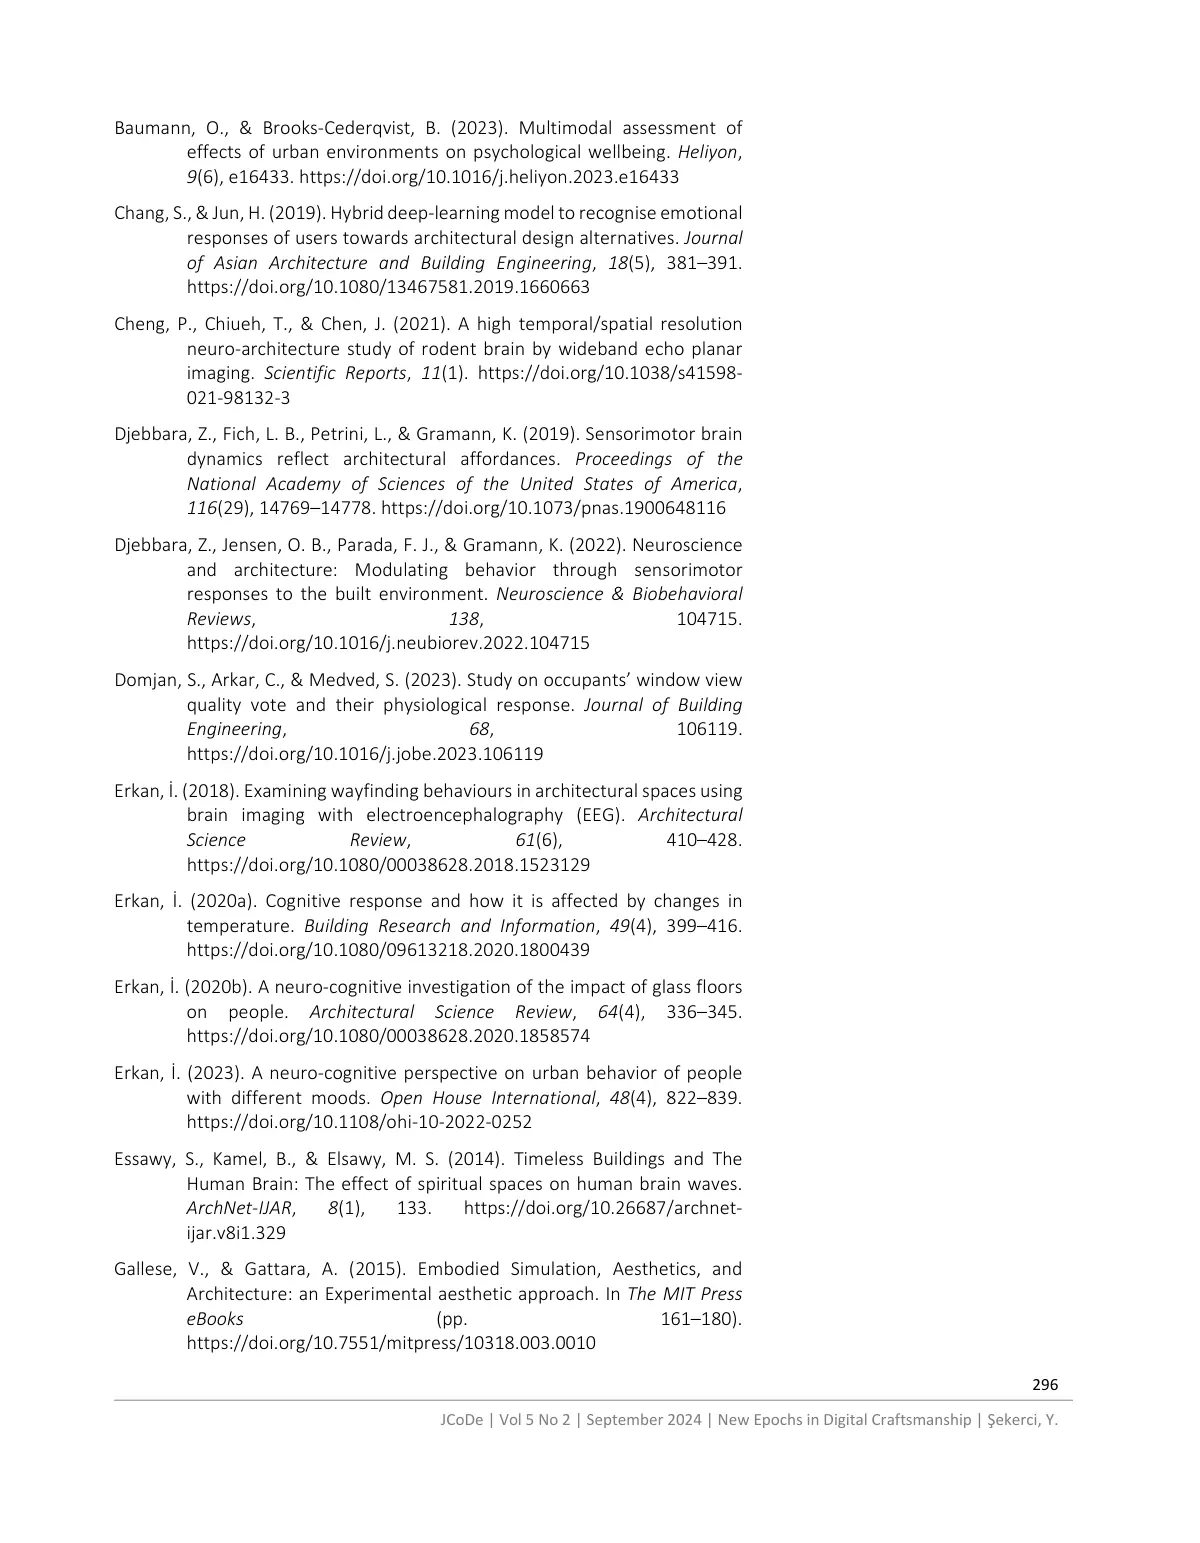 Baumann, O., & Brooks-Cederqvist, B. (2023). Multimodal assessment of
effects of urban environments on psychological wellbeing. Heliyon,
9(6), e16433. https://doi.org/10.1016/j.heliyon.2023.e16433
Chang, S., & Jun, H. (2019). Hybrid deep-learning model to recognise emotional
responses of users towards architectural design alternatives. Journal
of Asian Architecture and Building Engineering, 18(5), 381–391.
https://doi.org/10.1080/13467581.2019.1660663
Cheng, P., Chiueh, T., & Chen, J. (2021). A high temporal/spatial resolution
neuro-architecture study of rodent brain by wideband echo planar
imaging. Scientific Reports, 11(1). https://doi.org/10.1038/s41598-
021-98132-3
Djebbara, Z., Fich, L. B., Petrini, L., & Gramann, K. (2019). Sensorimotor brain
dynamics reflect architectural affordances. Proceedings of the
National Academy of Sciences of the United States of America,
116(29), 14769–14778. https://doi.org/10.1073/pnas.1900648116
Djebbara, Z., Jensen, O. B., Parada, F. J., & Gramann, K. (2022). Neuroscience
and architecture: Modulating behavior through sensorimotor
responses to the built environment. Neuroscience & Biobehavioral
Reviews, 138, 104715.
https://doi.org/10.1016/j.neubiorev.2022.104715
Domjan, S., Arkar, C., & Medved, S. (2023). Study on occupants’ window view
quality vote and their physiological response. Journal of Building
Engineering, 68, 106119.
https://doi.org/10.1016/j.jobe.2023.106119
Erkan, İ. (2018). Examining wayfinding behaviours in architectural spaces using
brain imaging with electroencephalography (EEG). Architectural
Science Review, 61(6), 410–428.
https://doi.org/10.1080/00038628.2018.1523129
Erkan, İ. (2020a). Cognitive response and how it is affected by changes in
temperature. Building Research and Information, 49(4), 399–416.
https://doi.org/10.1080/09613218.2020.1800439
Erkan, İ. (2020b). A neuro-cognitive investigation of the impact of glass floors
on people. Architectural Science Review, 64(4), 336–345.
https://doi.org/10.1080/00038628.2020.1858574
Erkan, İ. (2023). A neuro-cognitive perspective on urban behavior of people
with different moods. Open House International, 48(4), 822–839.
https://doi.org/10.1108/ohi-10-2022-0252
Essawy, S., Kamel, B., & Elsawy, M. S. (2014). Timeless Buildings and The
Human Brain: The effect of spiritual spaces on human brain waves.
ArchNet-IJAR, 8(1), 133. https://doi.org/10.26687/archnet-
ijar.v8i1.329
Gallese, V., & Gattara, A. (2015). Embodied Simulation, Aesthetics, and
Architecture: an Experimental aesthetic approach. In The MIT Press
eBooks (pp. 161–180).
https://doi.org/10.7551/mitpress/10318.003.0010
296
JCoDe | Vol 5 No 2 | September 2024 | New Epochs in Digital Craftsmanship | Şekerci, Y.